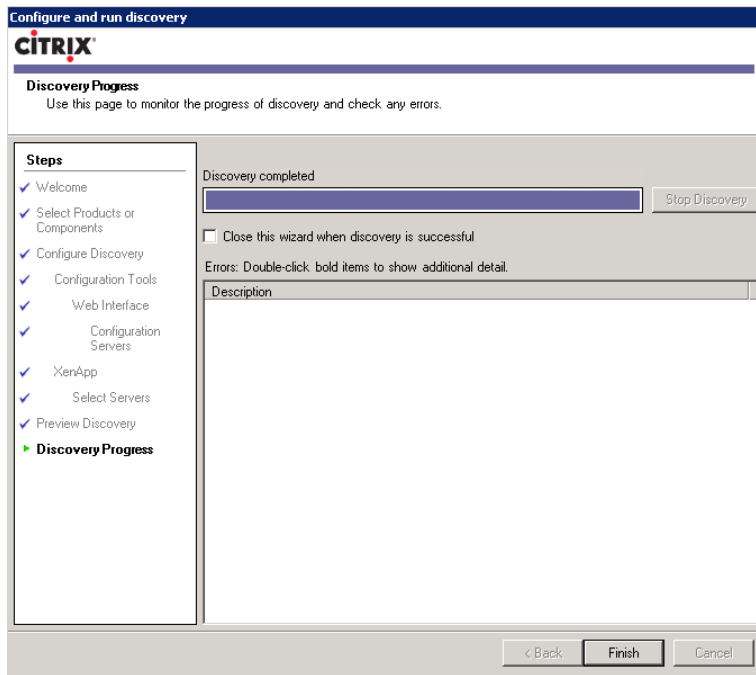 Configure and run discovery
CİTRIX
Discovery Progress
Use this page to monitor the progress of discovery and check any errors.
Steps
Welcome
Select Products or
Components
Configure Discovery
Configuration Tools
Web Interface
Configuration
Servers
XenApp
Select Servers
Preview Discovery
Discovery Progress
Discovery completed
Stop Discovery
Close this wizard when discovery is successful
Errors: Double-click bold items to show additional detail.
Description
< Back
Finish
Cancel